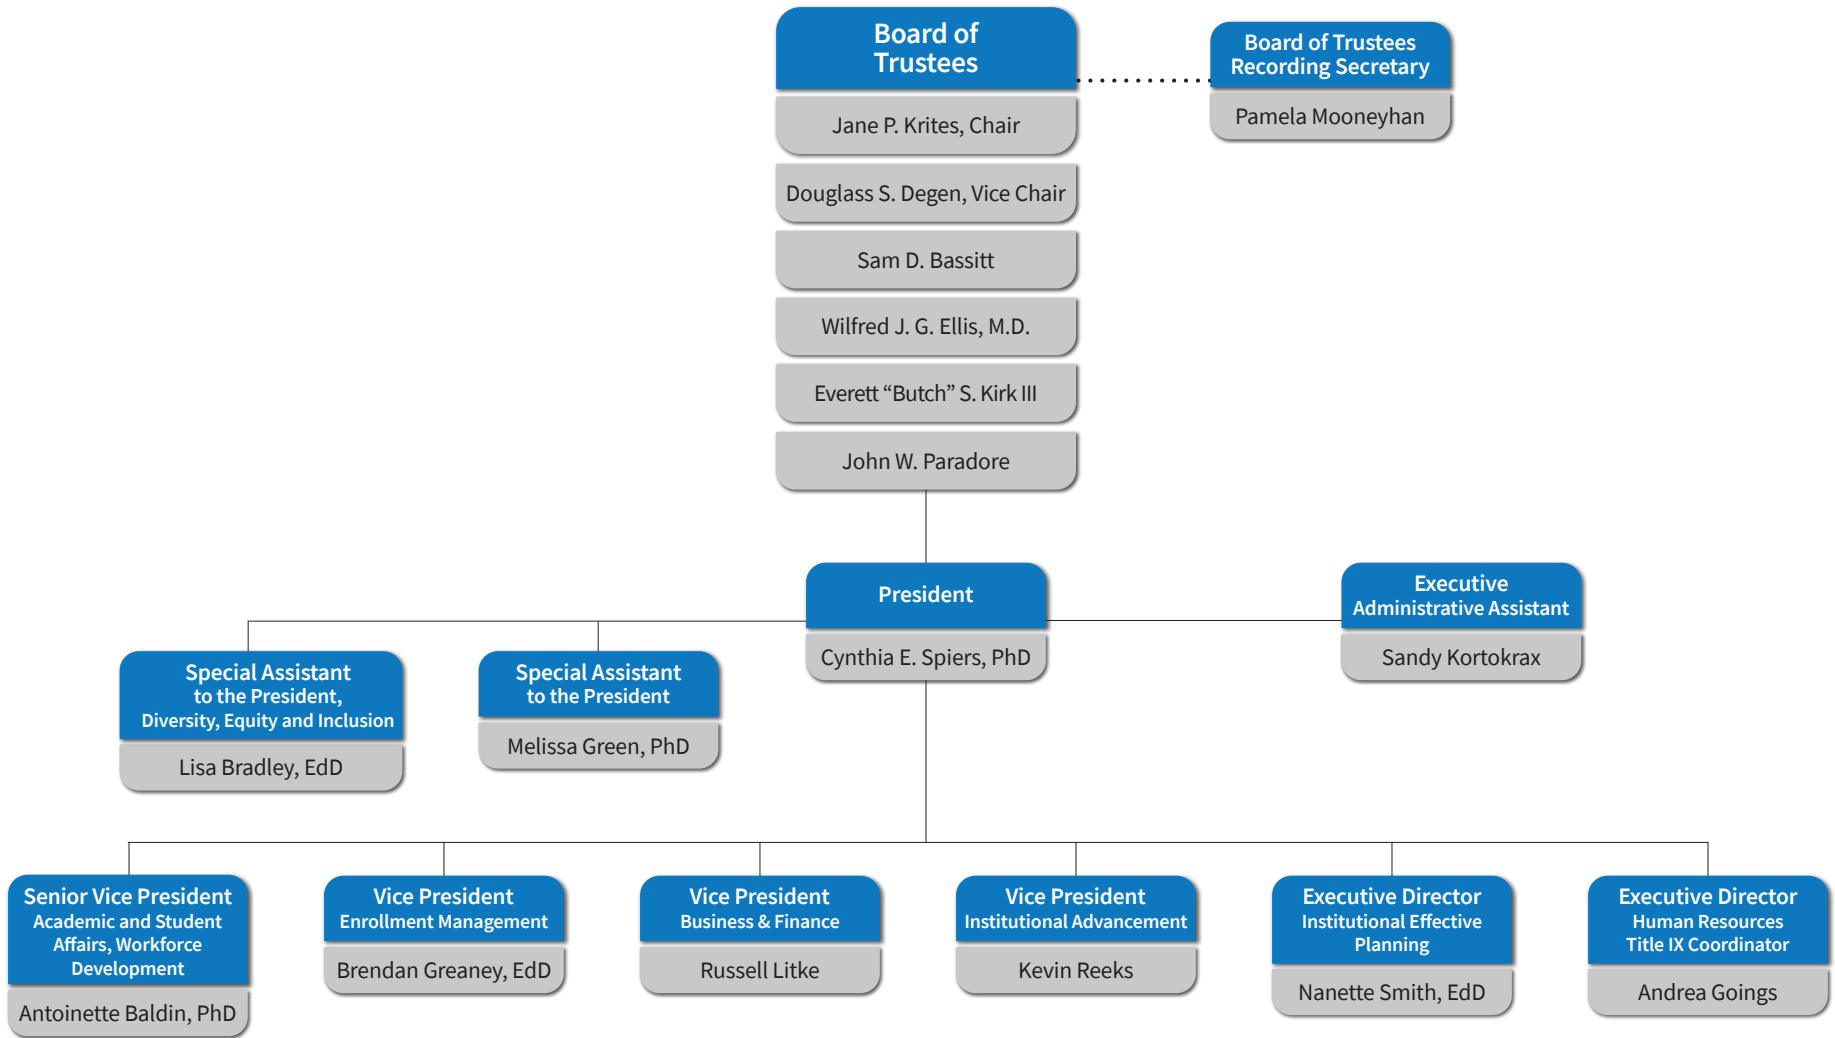 Board of
Trustees
Board of Trustees
Recording Secretary
Pamela Mooneyhan
Jane P. Krites, Chair
Douglass S. Degen, Vice Chair
Sam D. Bassitt
Wilfred J. G. Ellis, M.D.
Everett “Butch” S. Kirk III
John W. Paradore
President
Cynthia E. Spiers, PhD
Executive
Administrative Assistant
Sandy Kortokrax
Special Assistant
to the President,
Diversity, Equity and Inclusion
Lisa Bradley, EdD
Special Assistant
to the President
Melissa Green, PhD
Senior Vice President
Academic and Student
Affairs, Workforce
Development
Antoinette Baldin, PhD
Vice President
Enrollment Management
Brendan Greaney, EdD
Vice President
Business & Finance
Russell Litke
Vice President
Institutional Advancement
Kevin Reeks
Executive Director
Institutional Effective
Planning
Nanette Smith, EdD
Executive Director
Human Resources
Title IX Coordinator
Andrea Goings